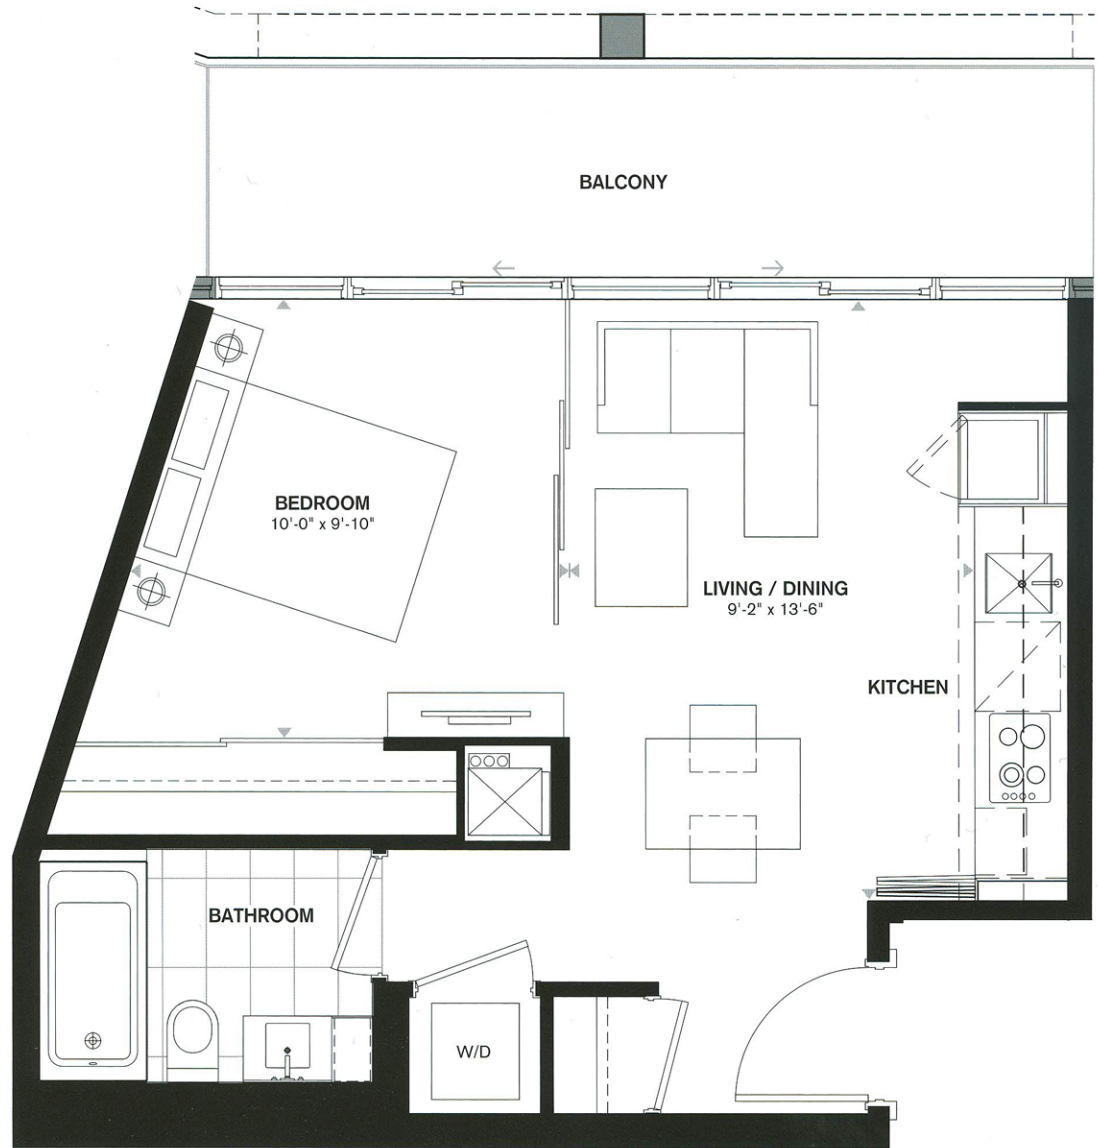 BALCONY
BEDROOM
10'-0" x 9'-10"
LIVING / DINING
9'-2" x 13'-6"
KITCHEN
BATHROOM
W/D